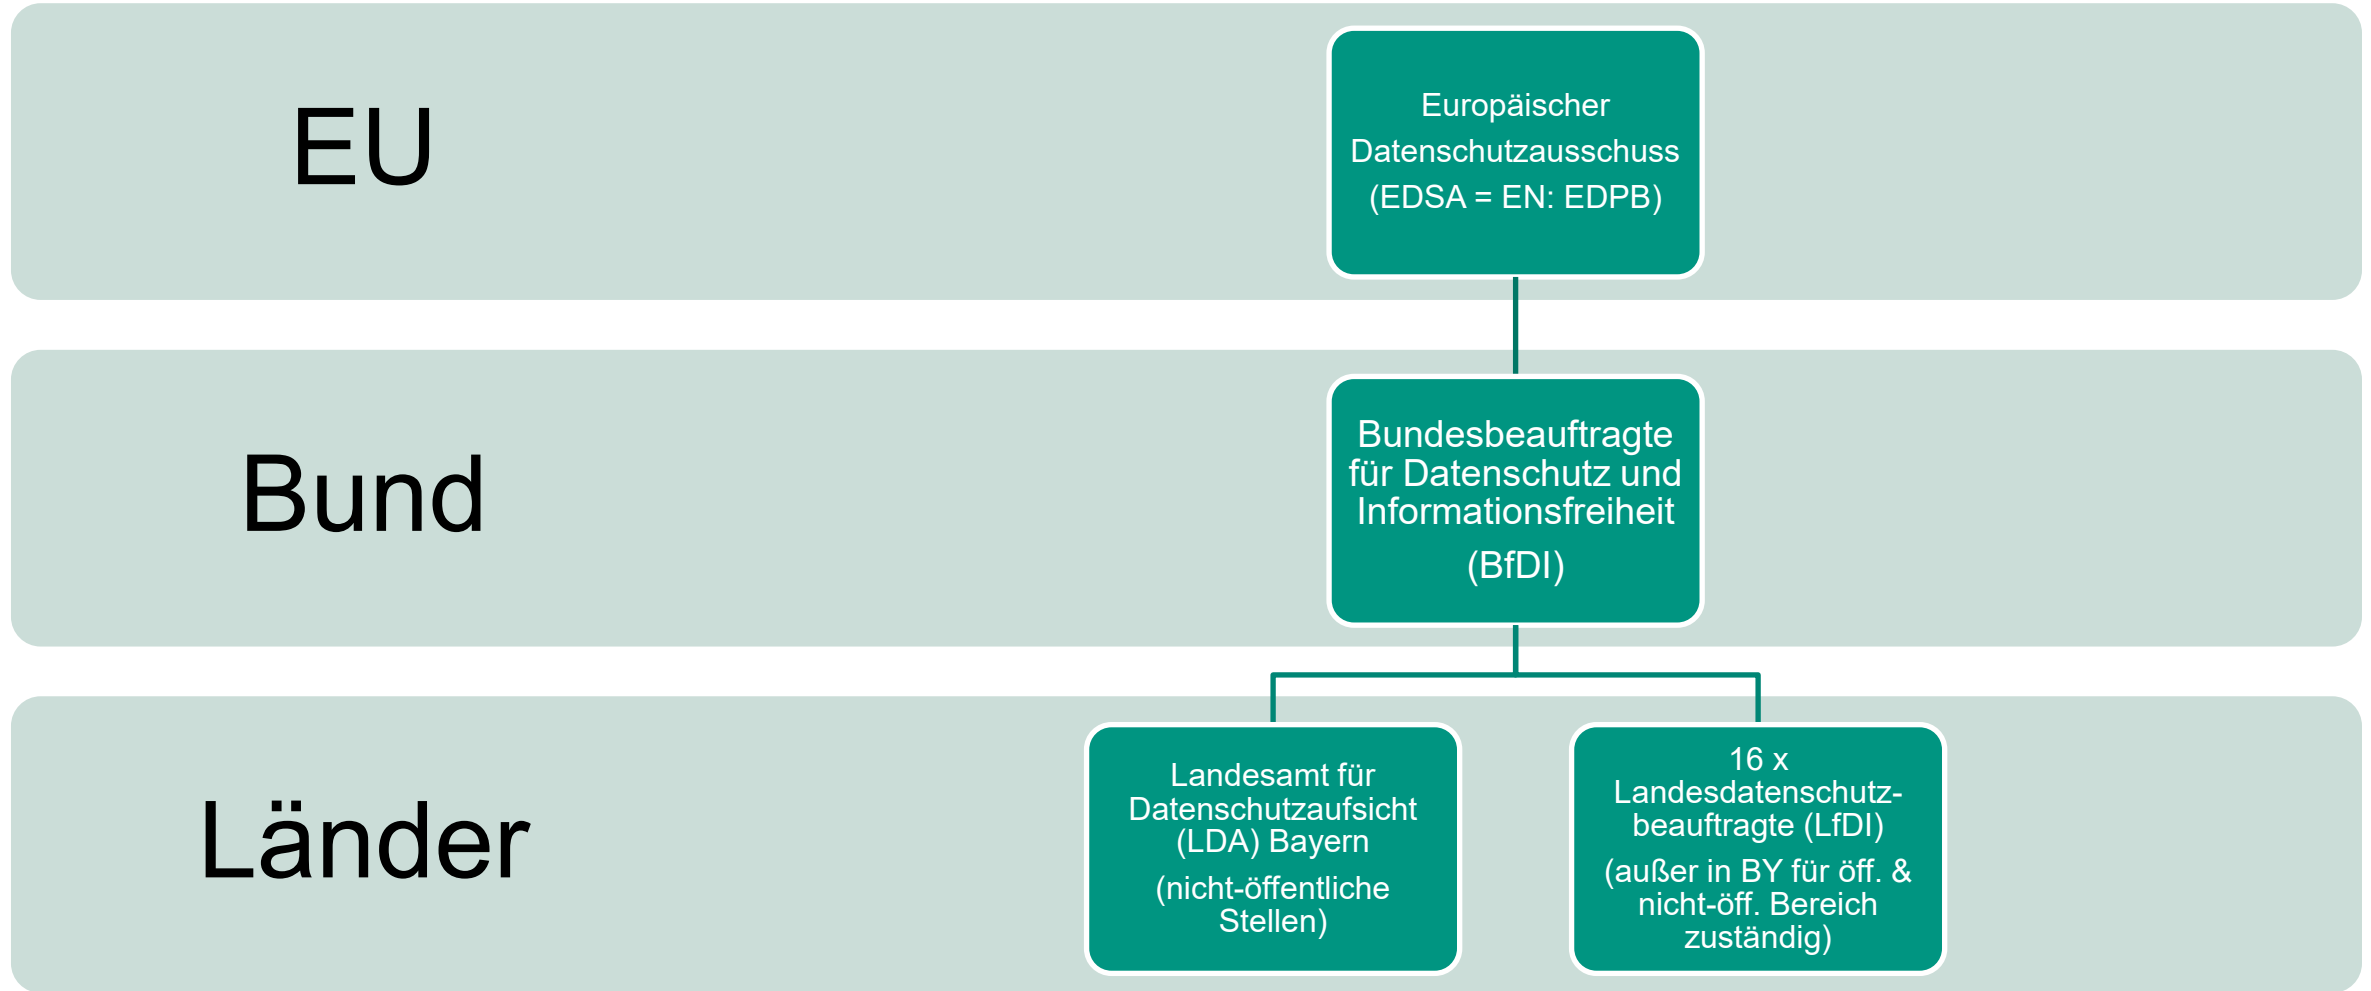 EU
Europäischer
Datenschutzausschuss
(EDSA = EN: EDPB)
Bund
Bundesbeauftragte
für Datenschutz und
Informationsfreiheit
(BfDI)
Länder
Landesamt für
Datenschutzaufsicht
(LDA) Bayern
(nicht-öffentliche
Stellen)
16 x
Landesdatenschutz-
beauftragte (LfDI)
(außer in BY für öff. &
nicht-öff. Bereich
zuständig)